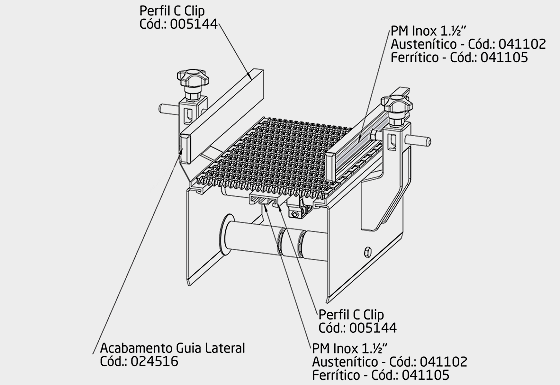 Perfil C Clip
Cód.: 005144
PM Inox 1.½"
Austenítico - Cód.: 041102
Ferrítico - Cód.: 041105
Perfil C Clip
Cód.: 005144
Acabamento Guia Lateral
Cód.: 024516
PM Inox 1.½"
Austenítico - Cód.: 041102
Ferrítico - Cód.: 041105